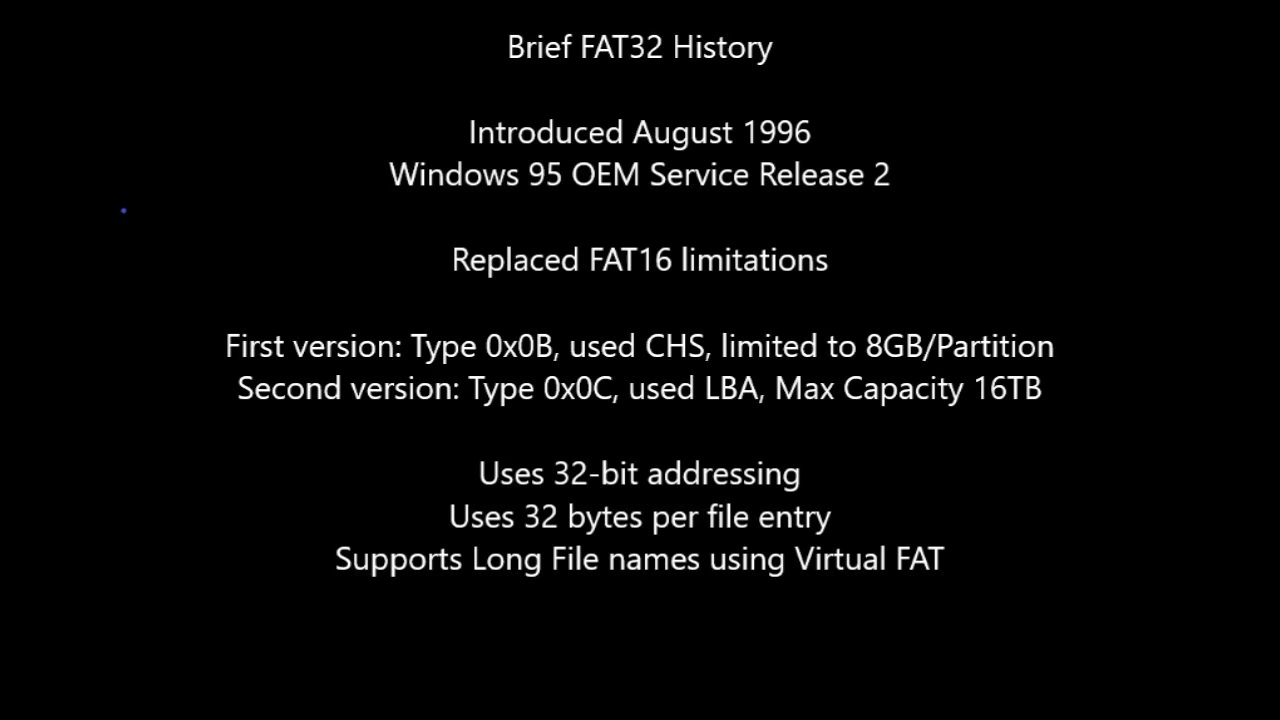 Brief FAT32 History
Introduced August 1996
Windows 95 OEM Service Release 2
Replaced FAT16 limitations
First version: Type 0x0B, used CHS, limited to 8GB/Partition
Second version: Type 0x0C, used LBA, Max Capacity 16TB
Uses 32-bit addressing
Uses 32 bytes per file entry
Supports Long File names using Virtual FAT